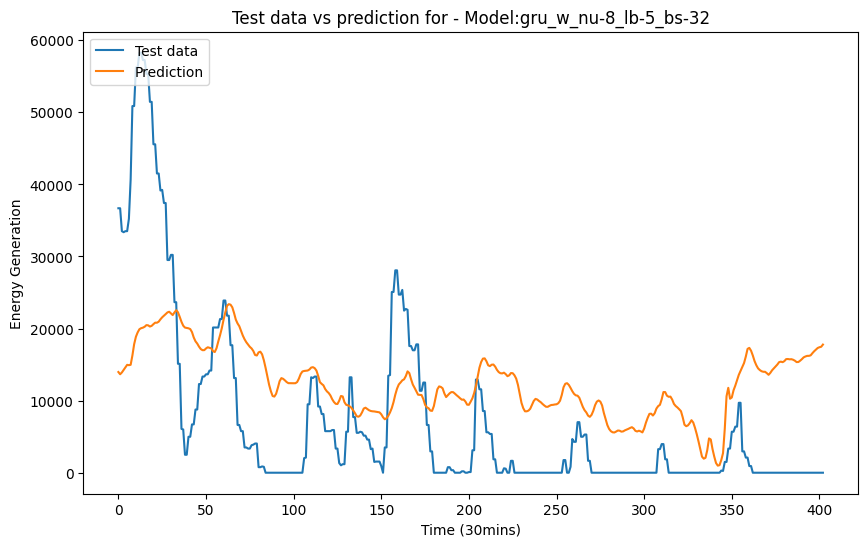 Test data vs prediction for - Model:gru_w_nu-8_lb-5_bs-32
Test data
Prediction
60000
50000
40000
30000
20000
10000
0
Energy Generation
0 50 100 150 200 250 300 350 400
Time (30mins)